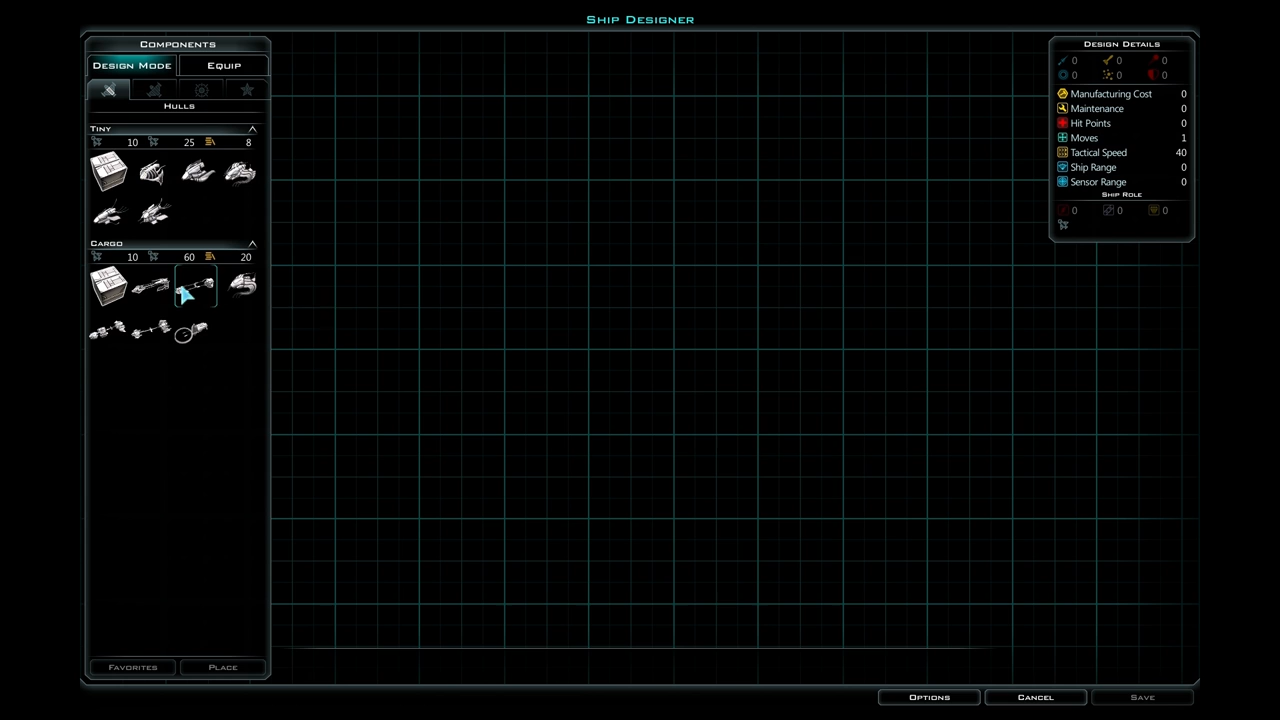 SHIP DESIGNER
COMPONENTS
DESIGN MODE
EQUIP
HULLS
TINY
10 25 8
CARGO
10 60 20
FAVORITES
PLACE
DESIGN DETAILS
0 0 0
0 0 0
Manufacturing Cost 0
Maintenance 0
Hit Points 0
Moves 1
Tactical Speed 40
Ship Range 0
Sensor Range 0
SHIP ROLE
0 0 0
OPTIONS
CANCEL
SAVE